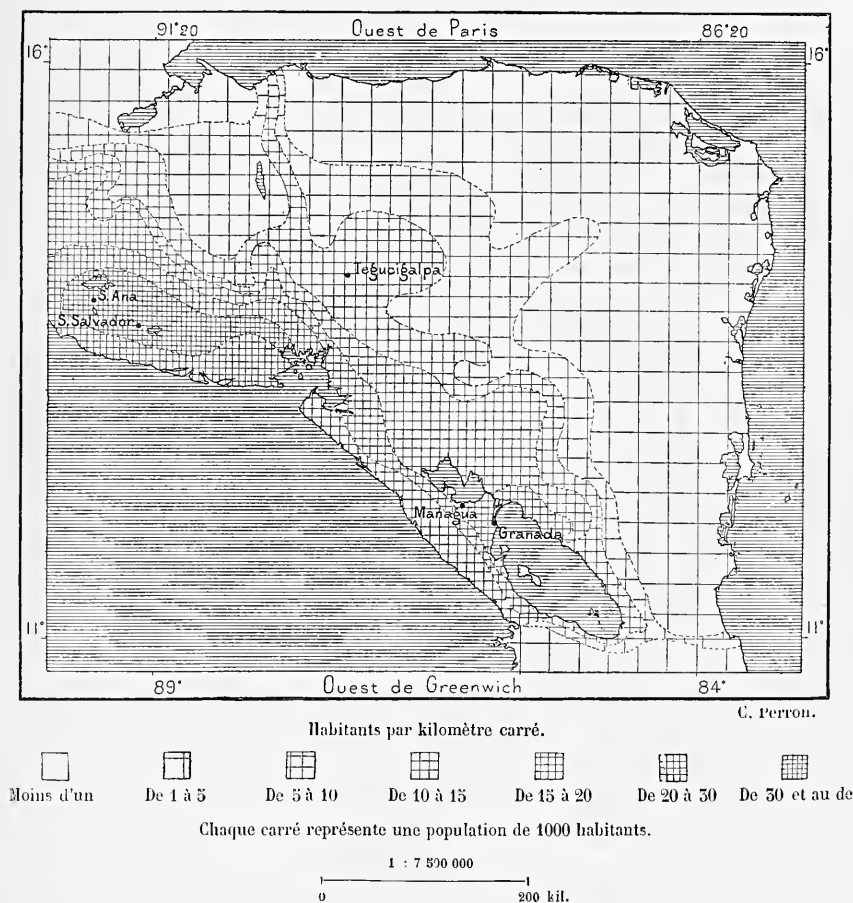 91°20 Ouest de Paris 86°20
16° 16°
Tegucigalpa
S. Ana
S. Salvador
Managua
Granada
11° 11°
89° Ouest de Greenwich 84°
C. Perron.
Habitants par kilomètre carré.
Moins d'un De 1 à 5 De 5 à 10 De 10 à 15 De 15 à 20 De 20 à 30 De 30 et au de
Chaque carré représente une population de 1000 habitants.
1 : 7 500 000
0 200 kil.